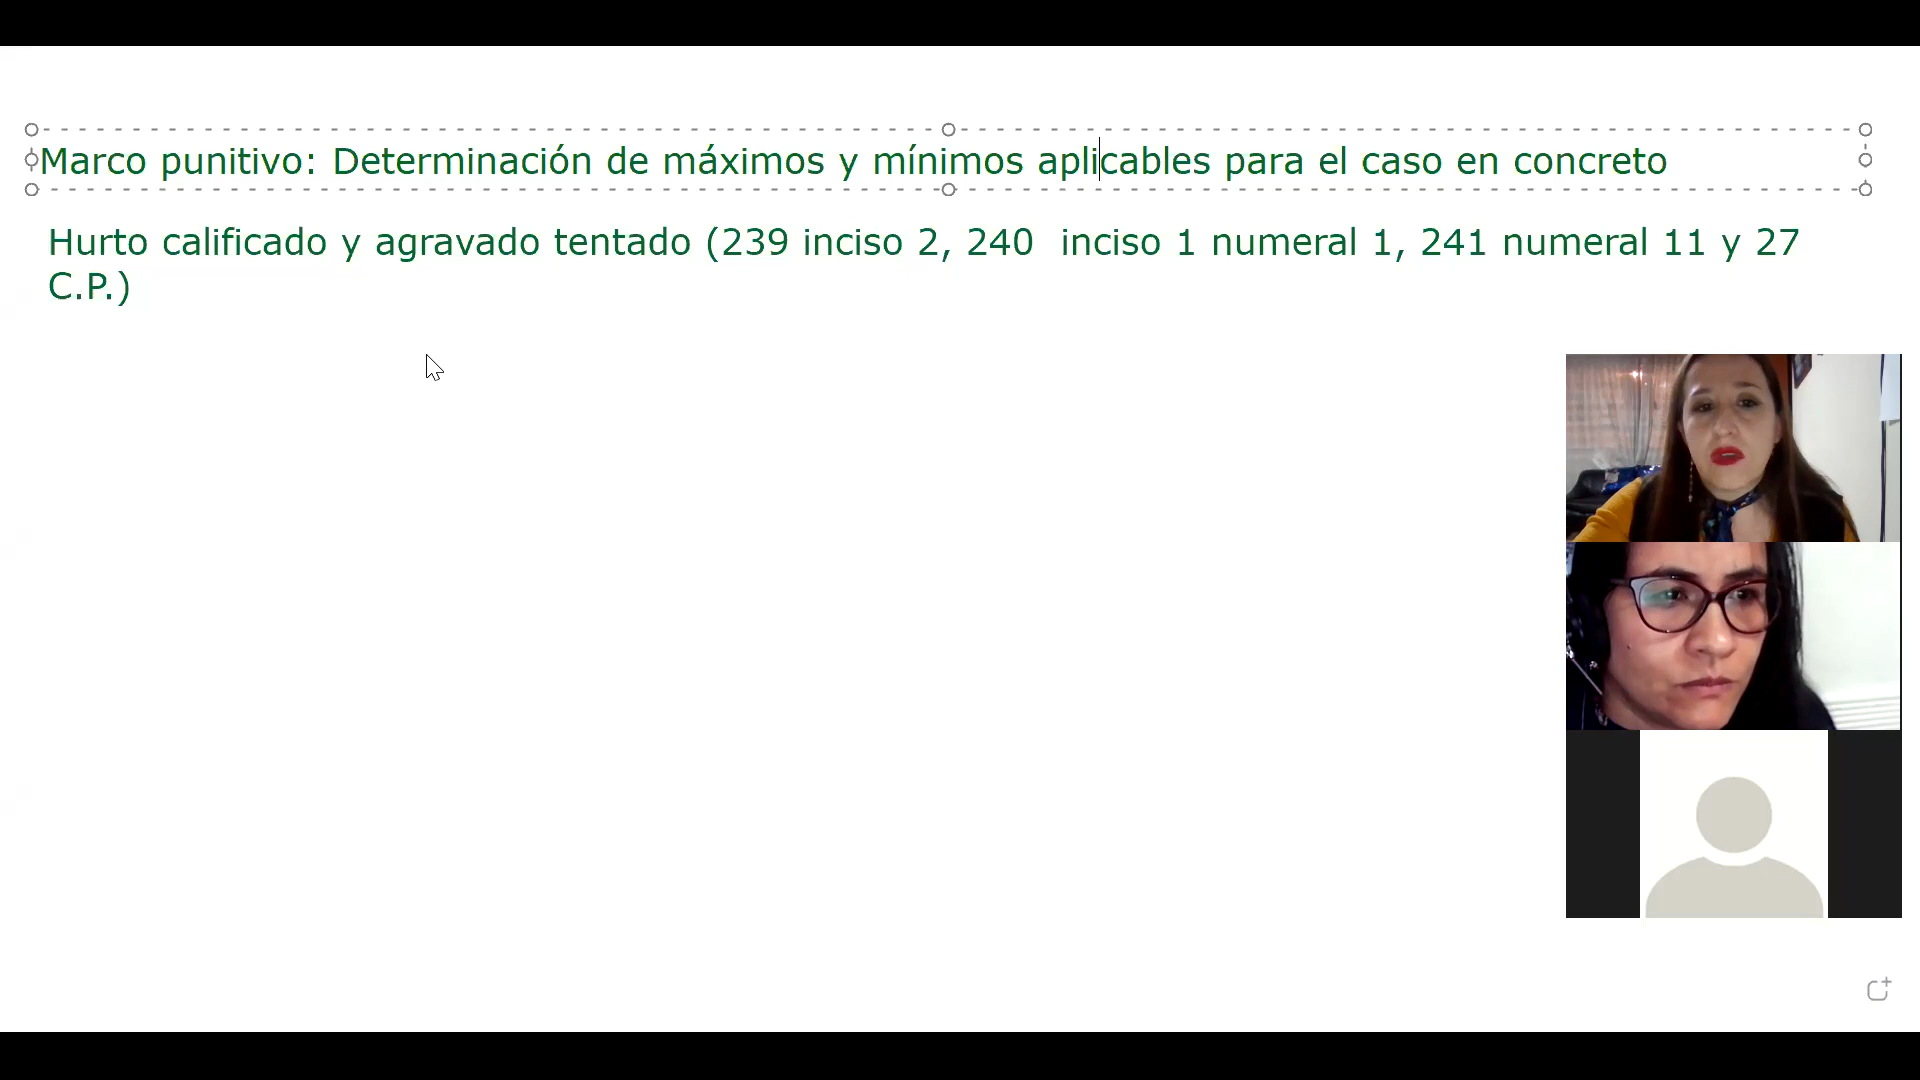 Marco punitivo: Determinación de máximos y mínimos aplicables para el caso en concreto
Hurto calificado y agravado tentado (239 inciso 2, 240  inciso 1 numeral 1, 241 numeral 11 y 27
C.P.)